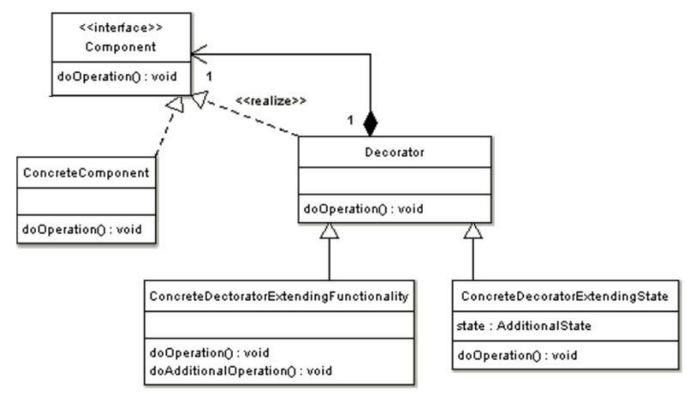 <<interface>>
Component
doOperation() : void
1
<<realize>>
1
Decorator
doOperation() : void
ConcreteComponent
doOperation() : void
ConcreteDectoratorExtendingFunctionality
doOperation() : void
doAdditionalOperation() : void
ConcreteDecoratorExtendingState
state : AdditionalState
doOperation() : void